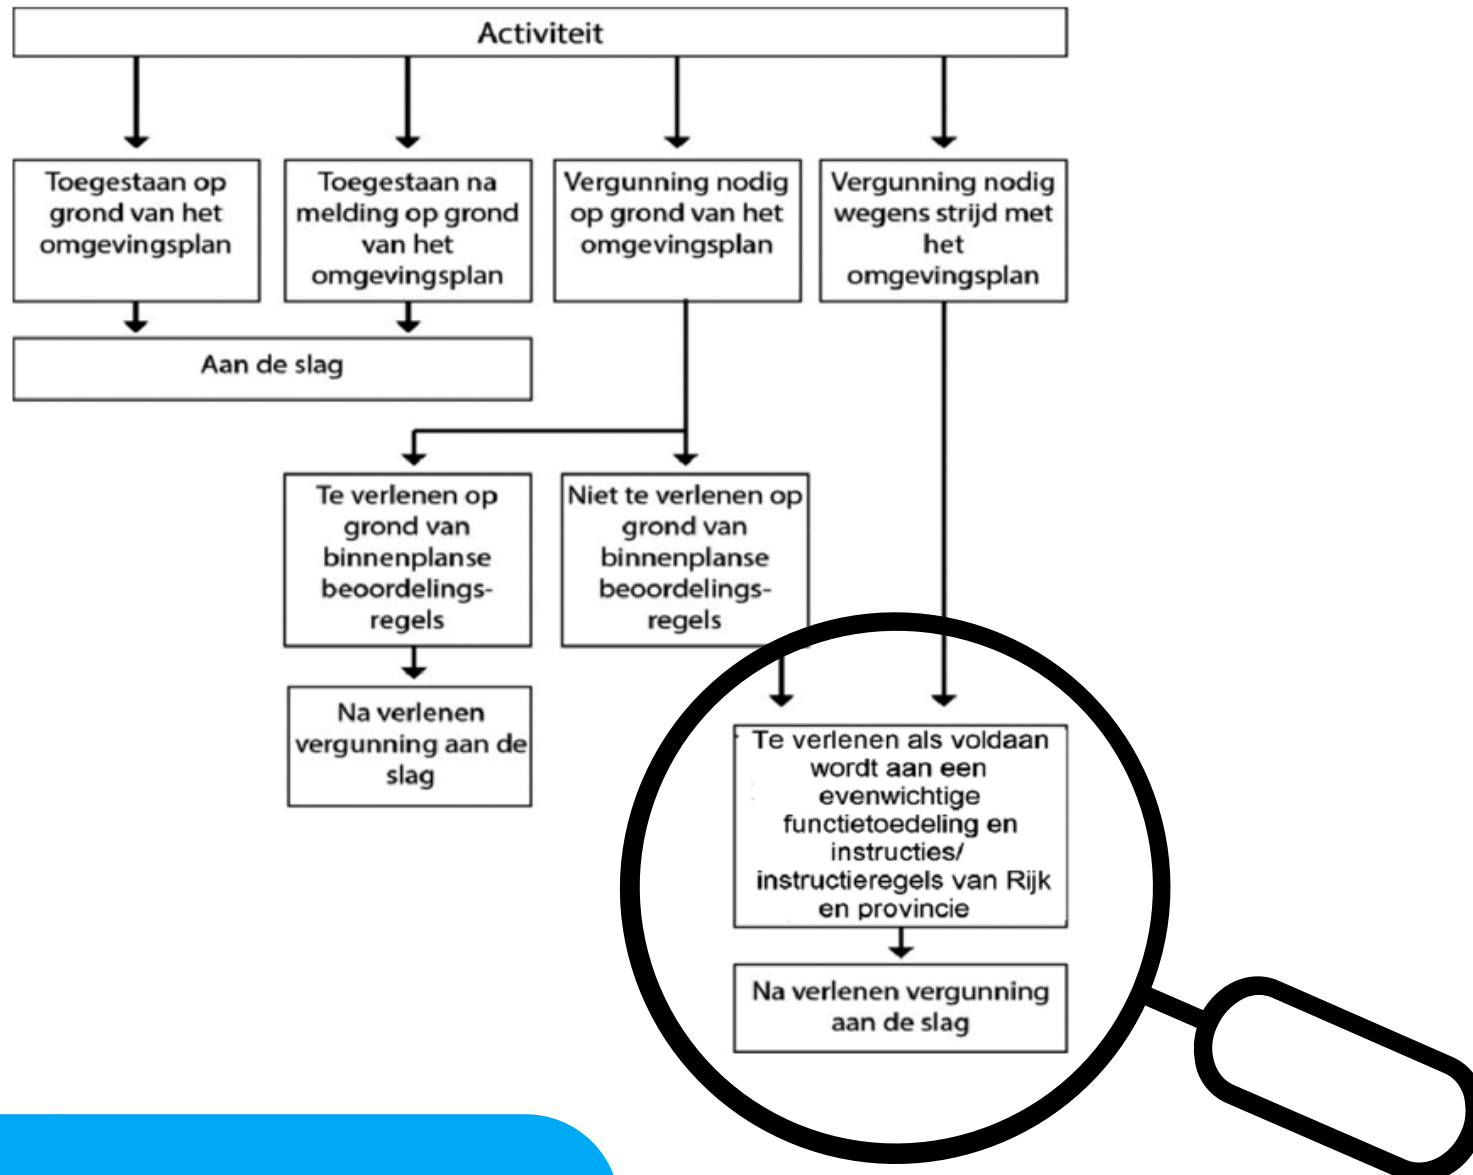 Activiteit
Toegestaan op
grond van het
omgevingsplan
Toegestaan na
melding op grond
van het
omgevingsplan
Vergunning nodig
op grond van het
omgevingsplan
Vergunning nodig
wegens strijd met
het
omgevingsplan
Aan de slag
Te verlenen op
grond van
binnenplanse
beoordelings-
regels
Niet te verlenen op
grond van
binnenplanse
beoordelings-
regels
Na verlenen
vergunning aan de
slag
Te verlenen als voldaan
wordt aan een
evenwichtige
functietoedeling en
instructies/
instructieregels van Rijk
en provincie
Na verlenen vergunning
aan de slag